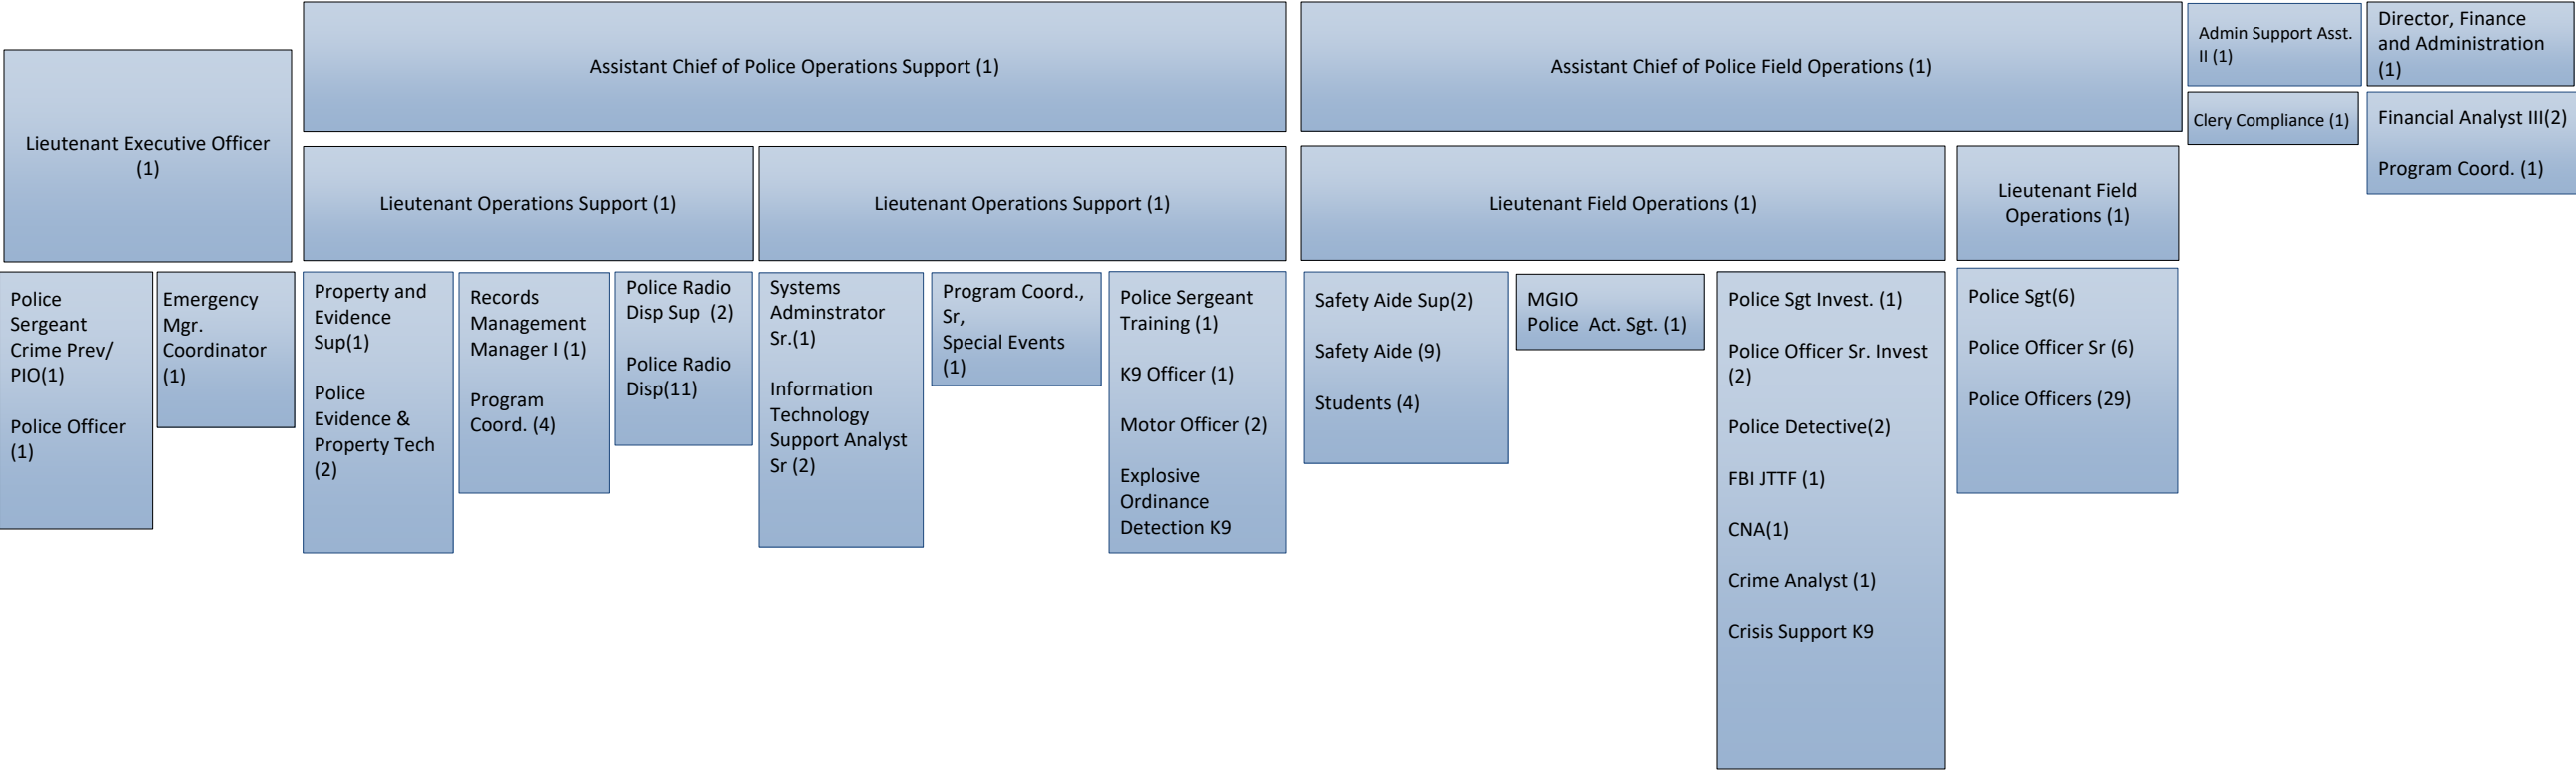 Lieutenant Executive Officer
(1)
Assistant Chief of Police Operations Support (1)
Assistant Chief of Police Field Operations (1)
Admin Support Asst.
II (1)
Director, Finance
and Administration
(1)
Clery Compliance (1)
Financial Analyst III(2)
Program Coord. (1)
Lieutenant Operations Support (1)
Lieutenant Operations Support (1)
Lieutenant Field Operations (1)
Lieutenant Field
Operations (1)
Police
Sergeant
Crime Prev/
PIO(1)
Police Officer
(1)
Emergency
Mgr.
Coordinator
(1)
Property and
Evidence
Sup(1)
Police
Evidence &
Property Tech
(2)
Records
Management
Manager I (1)
Program
Coord. (4)
Police Radio
Disp Sup (2)
Police Radio
Disp(11)
Systems
Adminstrator
Sr.(1)
Information
Technology
Support Analyst
Sr (2)
Program Coord.,
Sr,
Special Events
(1)
Police Sergeant
Training (1)
K9 Officer (1)
Motor Officer (2)
Explosive
Ordinance
Detection K9
Safety Aide Sup(2)
Safety Aide (9)
Students (4)
MGIO
Police Act. Sgt. (1)
Police Sgt Invest. (1)
Police Officer Sr. Invest
(2)
Police Detective(2)
FBI JTTF (1)
CNA(1)
Crime Analyst (1)
Crisis Support K9
Police Sgt(6)
Police Officer Sr (6)
Police Officers (29)